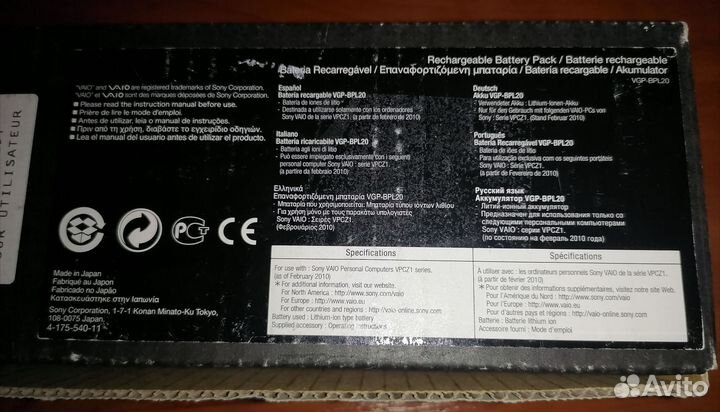 SUR UTILISATEUR
Rechargeable Battery Pack / Batterie rechargeable
Bateria Recarregável / Επαναφορτιζόμενη μπαταρία / Batería recargable / Akumulator
VGP-BPL20
"VAIO" and VAIO are registered trademarks of Sony Corporation.
"VAIO" et VAIO sont des marques déposées de Sony Corporation.
■ Please read the instruction manual before use.
■ Prière de lire le mode d'emploi.
■ Antes de utilizar, leia o manual de instruções.
■ Πριν από τη χρήση, διαβάστε το εγχειρίδιο οδηγιών.
■ Lea el manual del usuario antes de utilizar el producto.
Español
Batería recargable VGP-BPL20
• Batería de iones de litio
• Destinada a utilizarse solamente con los ordenadores
Sony VAIO de la serie VPCZ1. (a partir de febrero de 2010)
Italiano
Batteria ricaricabile VGP-BPL20
• Batteria agli ioni di litio
• Può essere impiegato esclusivamente con i seguenti
personal computer Sony VAIO : serie VPCZ1.
(a partire da febbraio 2010)
Ελληνικά
Επαναφορτιζόμενη μπαταρία VGP-BPL20
• Μπαταρία που χρησιμοποιείται: Μπαταρία τύπου ιόντων λιθίου
• Για χρήση μόνο με τους παρακάτω υπολογιστές
Sony VAIO : Σειρές VPCZ1.
(Φεβρουάριος 2010)
Deutsch
Akku VGP-BPL20
• Verwendeter Akku : Lithium-Ionen-Akku
• Nur für den Gebrauch mit folgenden VAIO-PCs von
Sony : Serie VPCZ1. (Stand Februar 2010)
Português
Bateria Recarregável VGP-BPL20
• Bateria de iões de lítio
• Para utilização exclusiva com os seguintes portáteis
Sony VAIO : Série VPCZ1.
(a partir de Fevereiro de 2010)
Русский язык
Аккумулятор VGP-BPL20
• Литий-ионный аккумулятор
• Предназначен для использования только со
следующими персональными компьютерами
Sony VAIO : серии VPCZ1.
(по состоянию на февраль 2010 года)
Made in Japan
Fabriqué au Japon
Fabricado no Japão
Κατασκευάστηκε στην Ιαπωνία
Sony Corporation, 1-7-1 Konan Minato-Ku Tokyo,
108-0075 Japan
4-175-540-11
Specifications
For use with : Sony VAIO Personal Computers VPCZ1 series.
(as of February 2010)
* For additional information, visit our website.
For North America : http://www.sony.com/vaio
For Europe : http://www.vaio.eu
For other countries and regions : http://vaio-online.sony.com
Battery used : Lithium-ion type battery
Supplied accessory : Operating Instructions
Spécifications
A utiliser avec : les ordinateurs personnels Sony VAIO de la série VPCZ1.
(à partir de février 2010)
* Pour obtenir des informations supplémentaires, visitez notre site Web.
Pour l'Amérique du Nord : http://www.sony.com/vaio
Pour l'Europe : http://www.vaio.eu
Pour d'autres pays et régions : http://vaio-online.sony.com
Batterie : Batterie lithium ion
Accessoire fourni : Mode d'emploi
Avito